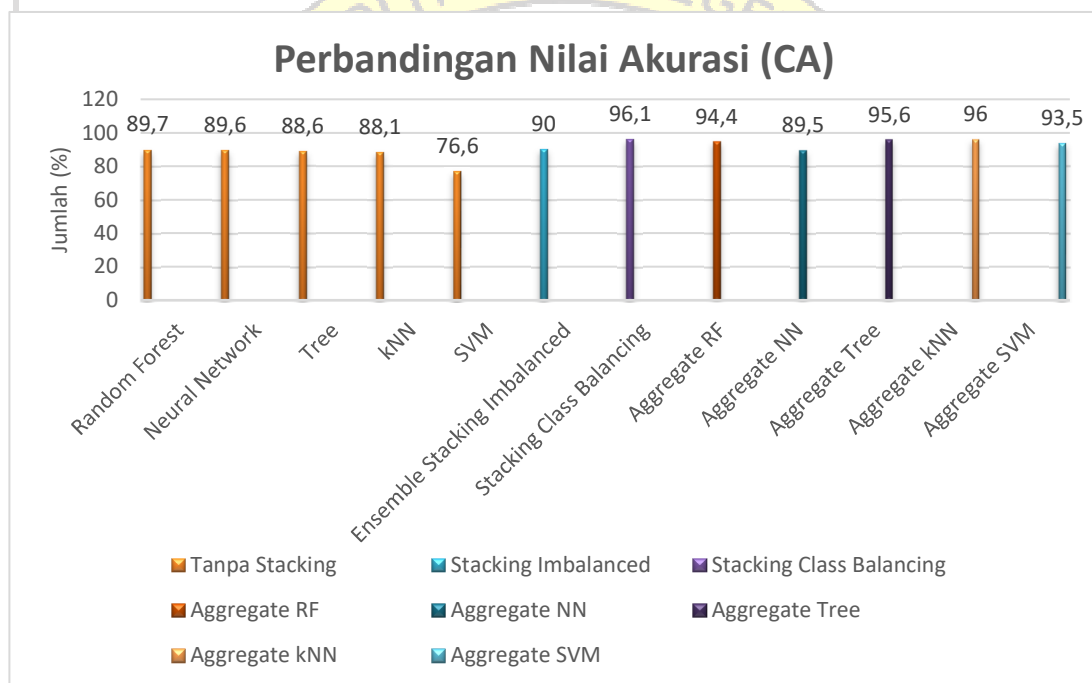 Perbandingan Nilai Akurasi (CA)
Jumlah (%)
120
100
80
60
40
20
0
89,7
89,6
88,6
88,1
76,6
90
96,1
94,4
89,5
95,6
96
93,5
Random Forest
Neural Network
Tree
kNN
SVM
Ensemble Stacking Imbalanced
Stacking Class Balancing
Aggregate RF
Aggregate NN
Aggregate Tree
Aggregate kNN
Aggregate SVM
Tanpa Stacking
Stacking Imbalanced
Stacking Class Balancing
Aggregate RF
Aggregate NN
Aggregate Tree
Aggregate kNN
Aggregate SVM